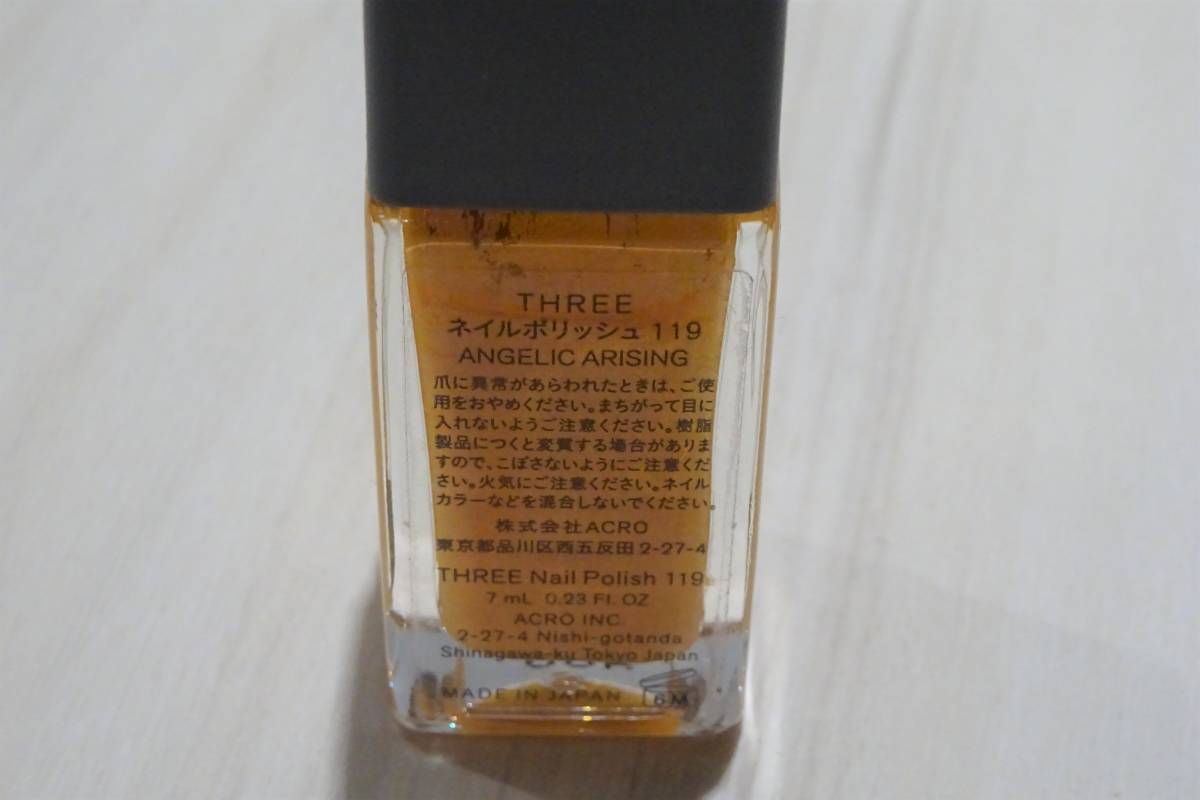 THREE
ネイルポリッシュ 119
ANGELIC ARISING
爪に異常があらわれたときは、ご使
用をおやめください。まちがって目に
入れないようご注意ください。樹脂
製品につくと変質する場合がありま
すので、こぼさないようにご注意くだ
さい。火気にご注意ください。ネイル
カラーなどを混合しないでください。
株式会社ACRO
東京都品川区西五反田 2-27-4
THREE Nail Polish 119
7 mL 0.23 Fl. OZ
ACRO INC.
2-27-4 Nishi-gotanda
Shinagawa-ku Tokyo Japan
MADE IN JAPAN 6M